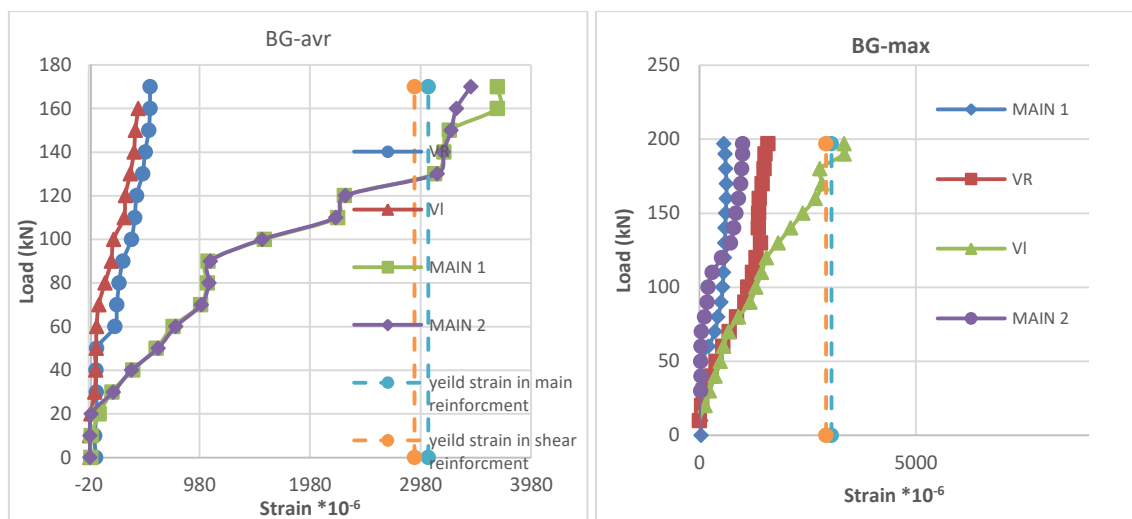 BG-avr
180
160
140
120
100
80
60
40
20
0
Load (kN)
-20 980 1980 2980 3980
Strain *10-6
VR
Vl
MAIN 1
MAIN 2
yeild strain in main
reinforcment
yeild strain in shear
reinforcment
BG-max
250
200
150
100
50
0
Load (kN)
0 5000
Strain *10-6
MAIN 1
VR
Vl
MAIN 2